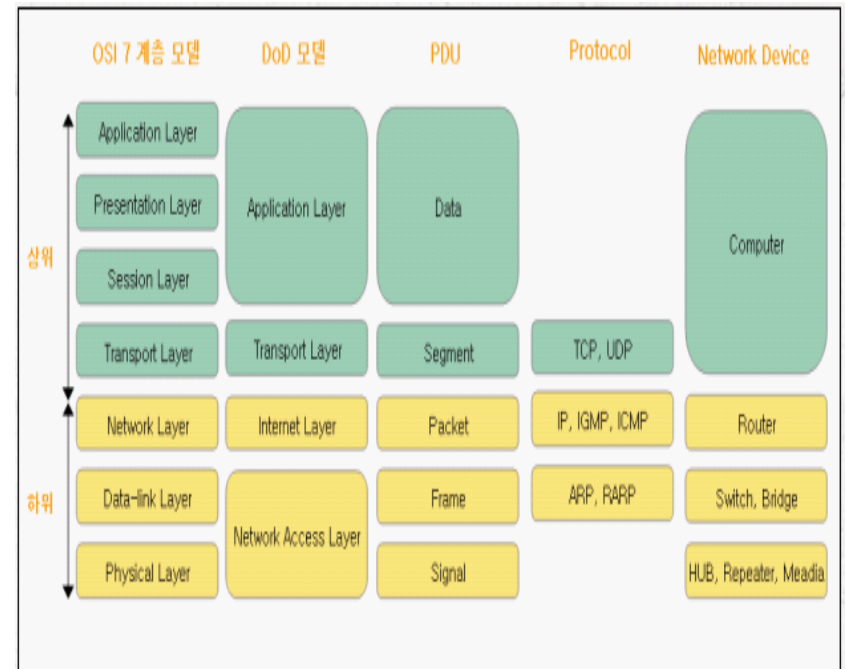 OSI 7 계층 모델
DoD 모델
PDU
Protocol
Network Device
상위
Application Layer
Presentation Layer
Session Layer
Transport Layer
Application Layer
Transport Layer
Data
Segment
TCP, UDP
Computer
하위
Network Layer
Data-link Layer
Physical Layer
Internet Layer
Network Access Layer
Packet
Frame
Signal
IP, IGMP, ICMP
ARP, RARP
Router
Switch, Bridge
HUB, Repeater, Meadia